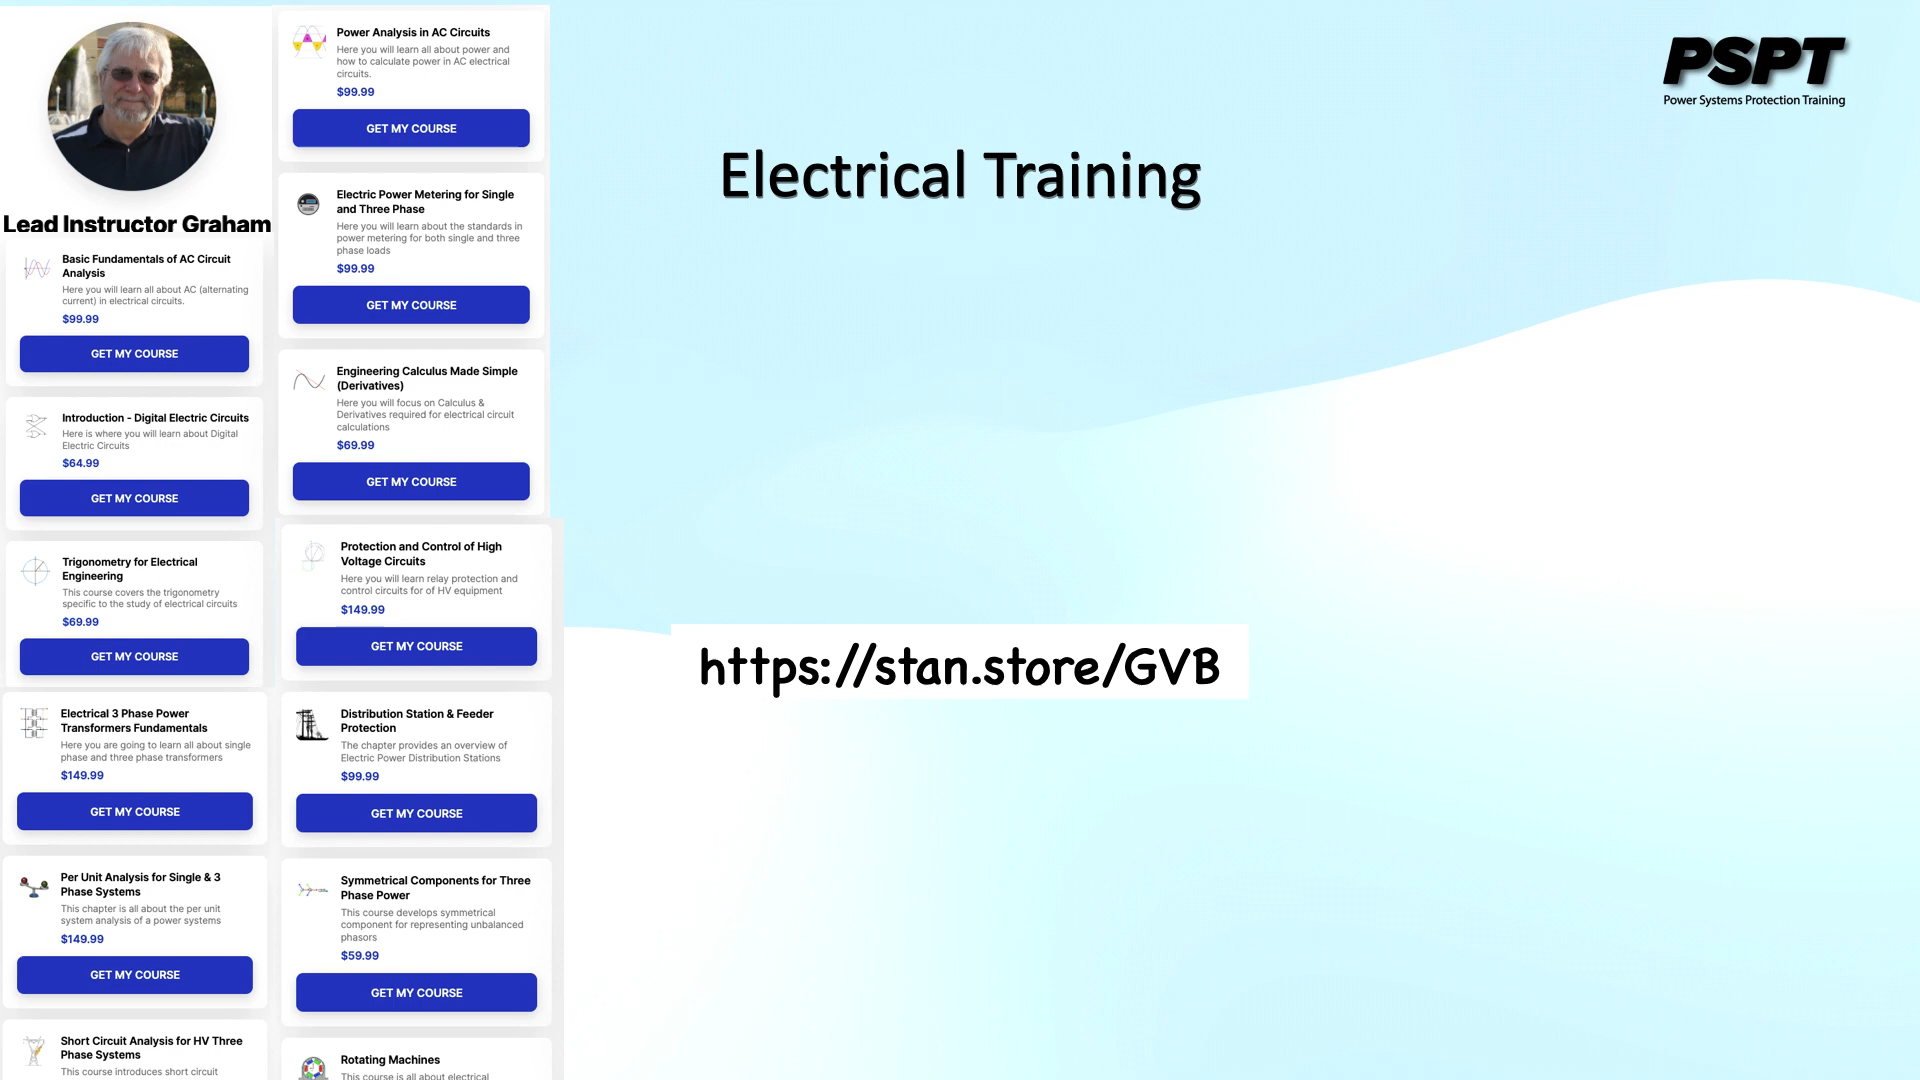 Lead Instructor Graham
Basic Fundamentals of AC Circuit
Analysis
Here you will learn all about AC (alternating
current) in electrical circuits.
$99.99
GET MY COURSE
Introduction - Digital Electric Circuits
Here is where you will learn about Digital
Electric Circuits
$64.99
GET MY COURSE
Trigonometry for Electrical
Engineering
This course covers the trigonometry
specific to the study of electrical circuits
$69.99
GET MY COURSE
Electrical 3 Phase Power
Transformers Fundamentals
Here you are going to learn all about single
phase and three phase transformers
$149.99
GET MY COURSE
Per Unit Analysis for Single & 3
Phase Systems
This chapter is all about the per unit
system analysis of a power systems
$149.99
GET MY COURSE
Short Circuit Analysis for HV Three
Phase Systems
This course introduces short circuit
Power Analysis in AC Circuits
Here you will learn all about power and
how to calculate power in AC electrical
circuits.
$99.99
GET MY COURSE
Electric Power Metering for Single
and Three Phase
Here you will learn about the standards in
power metering for both single and three
phase loads
$99.99
GET MY COURSE
Engineering Calculus Made Simple
(Derivatives)
Here you will focus on Calculus &
Derivatives required for electrical circuit
calculations
$69.99
GET MY COURSE
Protection and Control of High
Voltage Circuits
Here you will learn relay protection and
control circuits for of HV equipment
$149.99
GET MY COURSE
Distribution Station & Feeder
Protection
The chapter provides an overview of
Electric Power Distribution Stations
$99.99
GET MY COURSE
Symmetrical Components for Three
Phase Power
This course develops symmetrical
component for representing unbalanced
phasors
$59.99
GET MY COURSE
Rotating Machines
This course is all about electrical
Electrical Training
https://stan.store/GVB
PSPT
Power Systems Protection Training